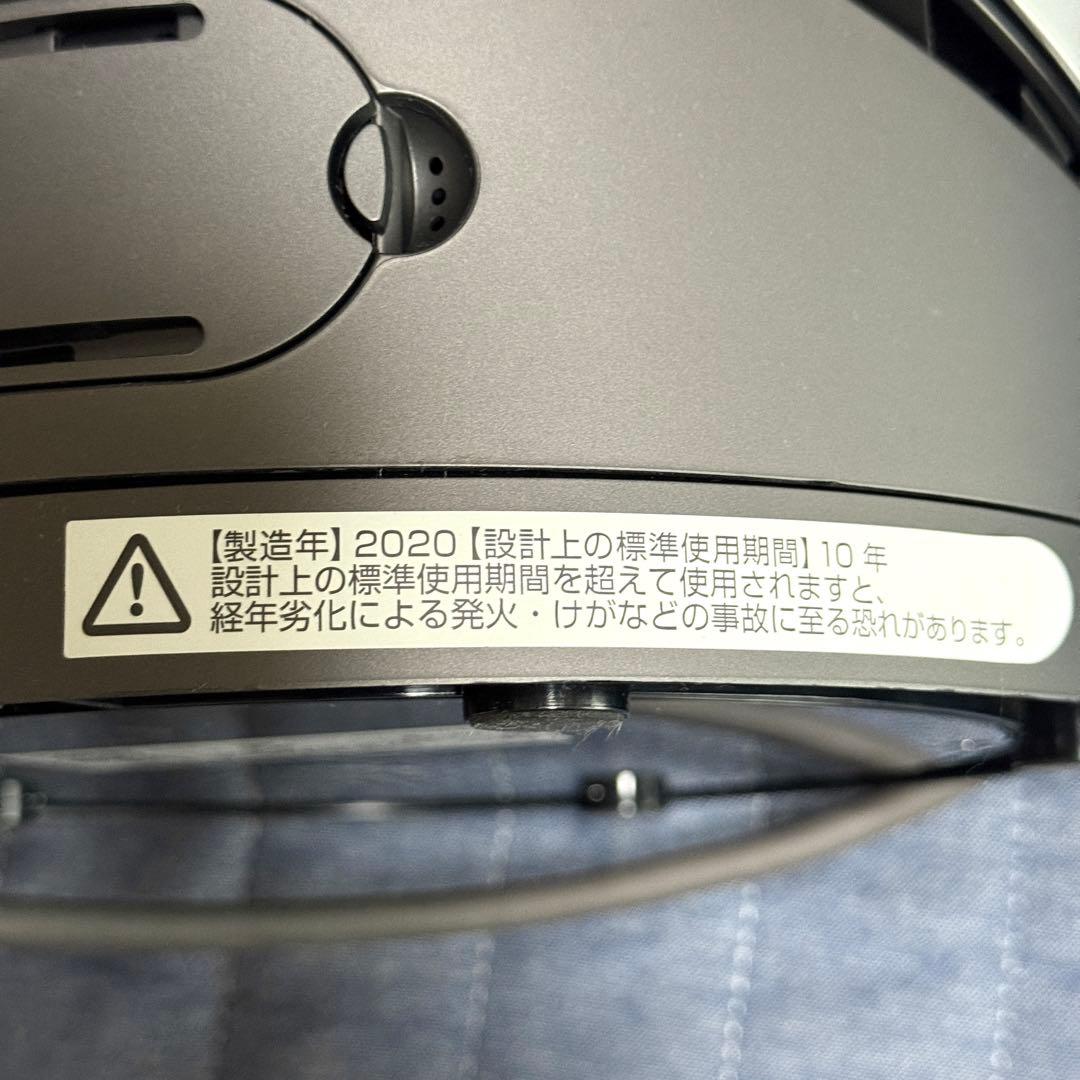 【製造年】2020【設計上の標準使用期間】10年
設計上の標準使用期間を超えて使用されますと、
経年劣化による発火・けがなどの事故に至る恐れがあります。